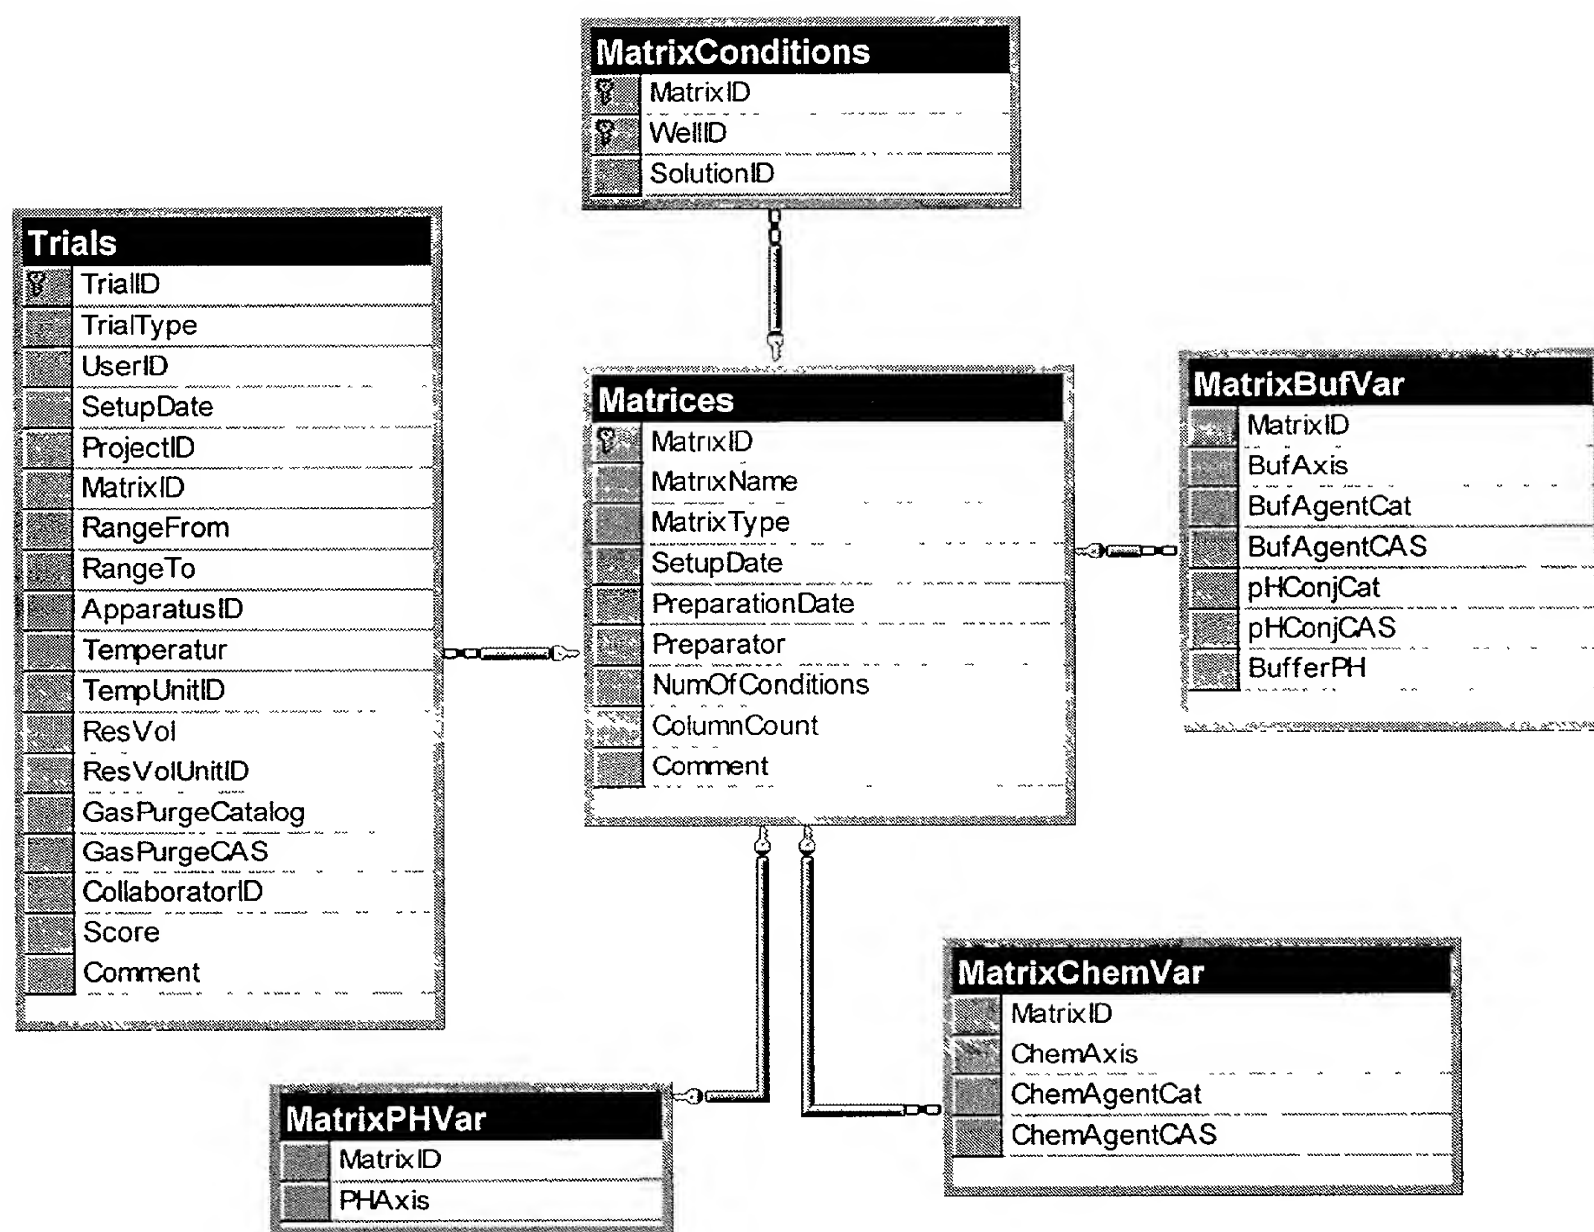 MatrixConditions
MatrixID
WellID
SolutionID
Trials
TrialID
TrialType
UserID
SetupDate
ProjectID
MatrixID
RangeFrom
RangeTo
ApparatusID
Temperatur
TempUnitID
ResVol
ResVolUnitID
GasPurgeCatalog
GasPurgeCAS
CollaboratorID
Score
Comment
Matrices
MatrixID
MatrixName
MatrixType
SetupDate
PreparationDate
Preparator
NumOfConditions
ColumnCount
Comment
MatrixBufVar
MatrixID
BufAxis
BufAgentCat
BufAgentCAS
pHConjCat
pHConjCAS
BufferPH
MatrixChemVar
MatrixID
ChemAxis
ChemAgentCat
ChemAgentCAS
MatrixPHVar
MatrixID
PHAxis